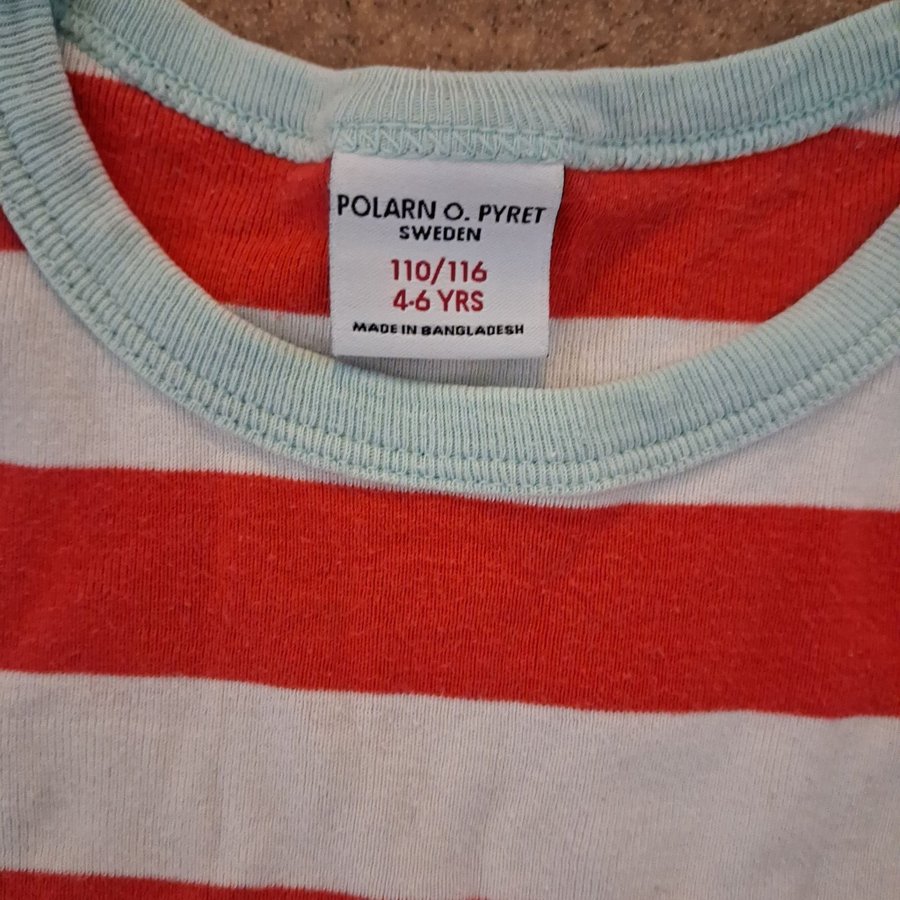 POLARN O. PYRET
SWEDEN
110/116
4-6 YRS
MADE IN BANGLADESH